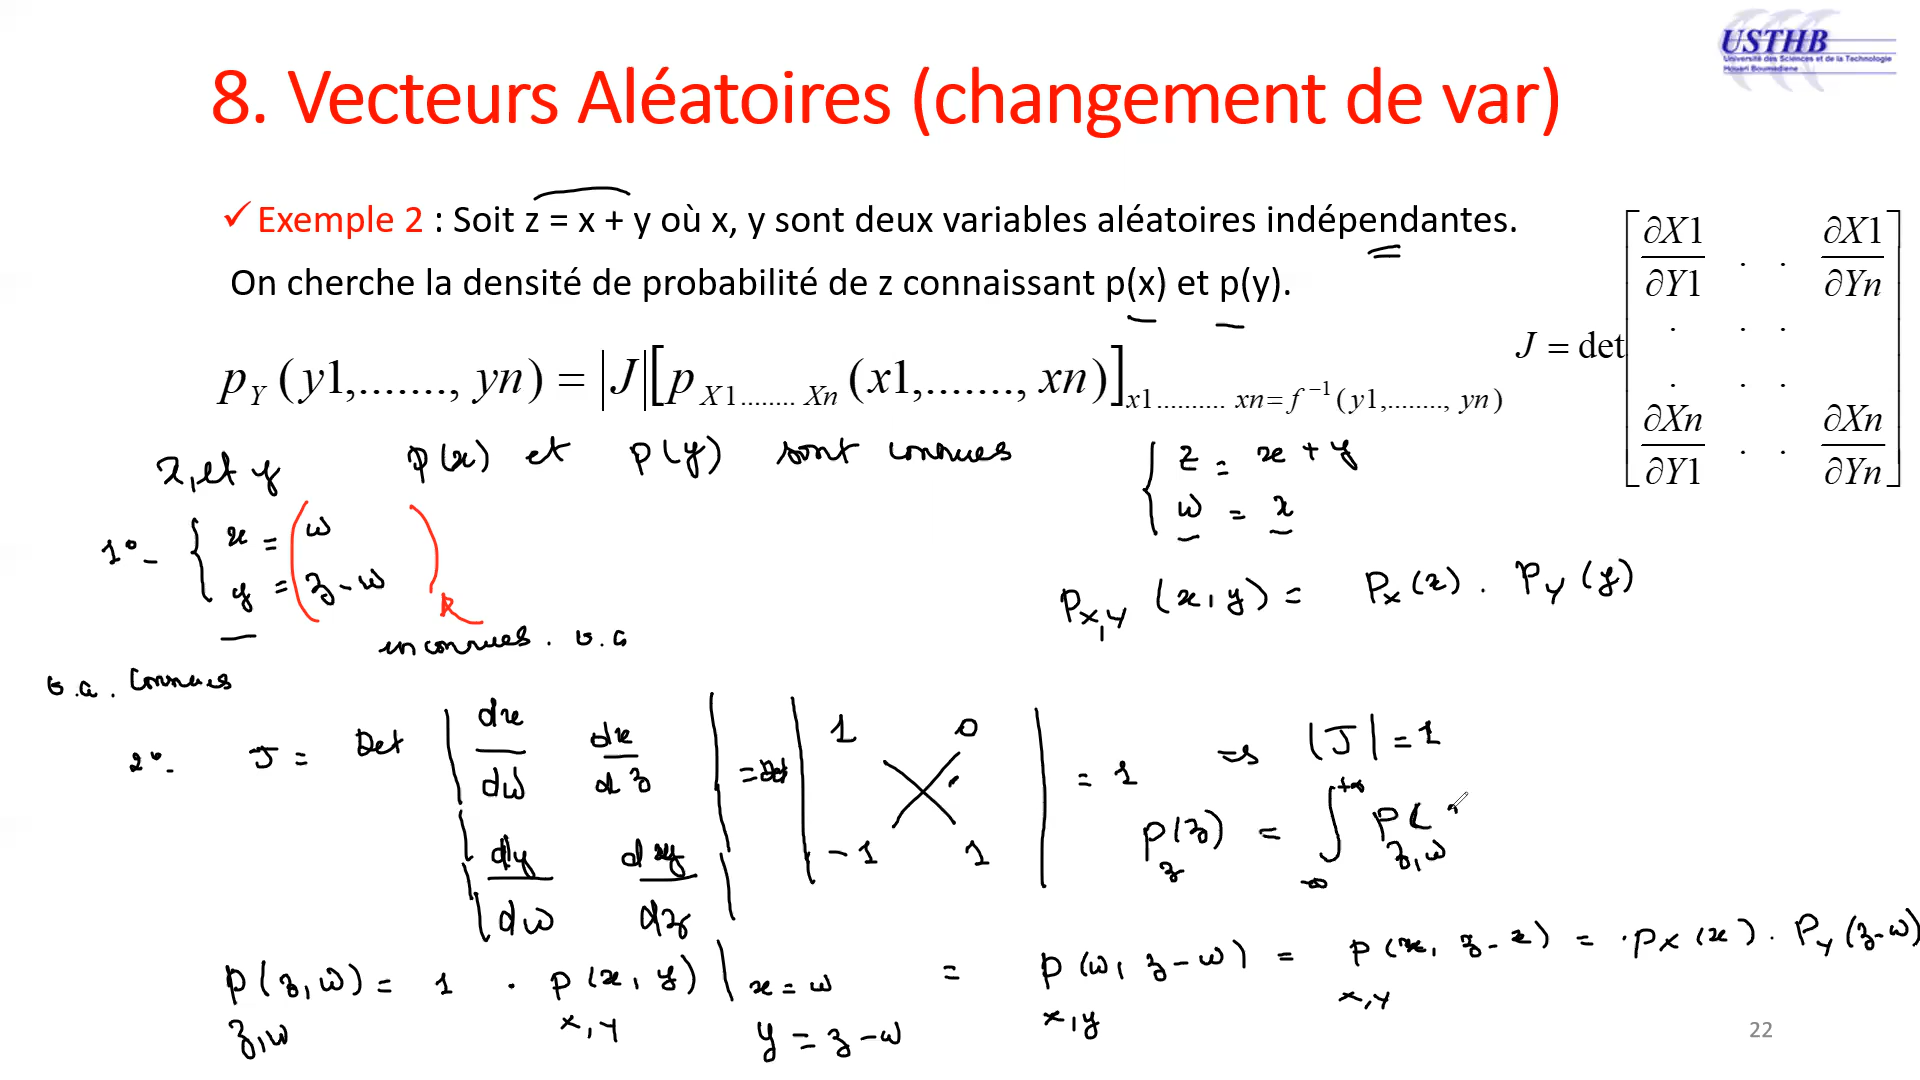 USTHB
Université des Sciences et de la Technologie
Houari Boumediene
8. Vecteurs Aléatoires (changement de var)
✓ Exemple 2 : Soit z = x + y où x, y sont deux variables aléatoires indépendantes.
On cherche la densité de probabilité de z connaissant p(x) et p(y).
p_Y (y1,......., yn) = |J| [p_X1........ Xn (x1,......., xn)]_x1.......... xn= f⁻¹(y1,......., yn)
J = det [∂X1/∂Y1 . . ∂X1/∂Yn
. . .
. . .
∂Xn/∂Y1 . . ∂Xn/∂Yn]
x, et y p(x) et p(y) sont connues
{ z = x + y
w = x
1°- { x = w
y = z - w
inconnues. v.a
v.a. connues
P_X,Y (x, y) = P_X(x) . P_Y(y)
2°- J = Det | dx/dw dx/dz
dy/dw dy/dz | = Det | 1 0
-1 1 | = 1 ⇒ |J| = 1
p_z(z) = ∫_-∞^+∞ P_z,w(
p_z,w(z, w) = 1 . p_x,y(x, y) | x = w
y = z - w
= p_x,y(w, z - w) = p_x,y(x, z - x) = . p_X(x) . P_Y(z - w)
22